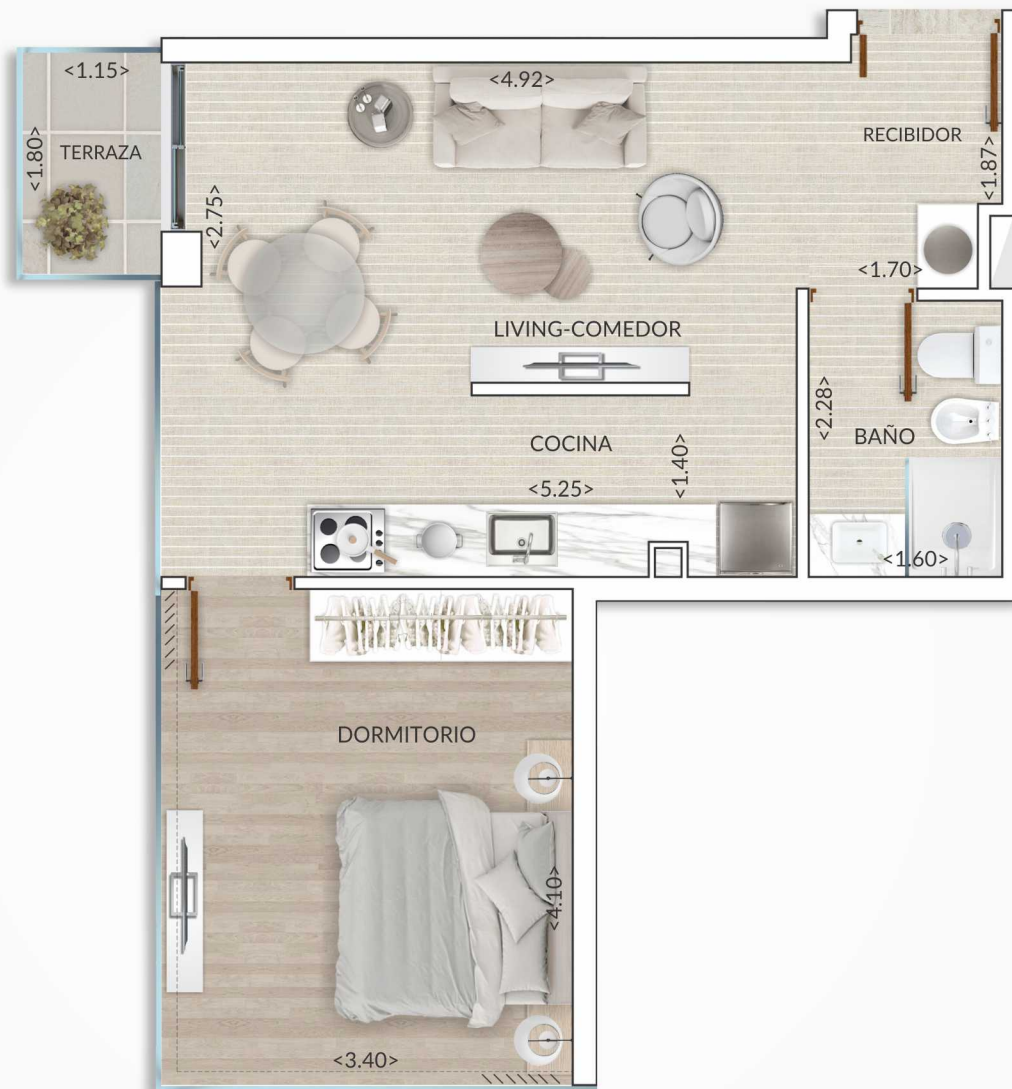 <1.15>
<4.92>
RECIBIDOR
TERRAZA
<1.80>
<1.87>
<2.75>
<1.70>
LIVING-COMEDOR
<2.28>
BAÑO
COCINA
<1.40>
<5.25>
<1.60>
DORMITORIO
<4.10>
<3.40>